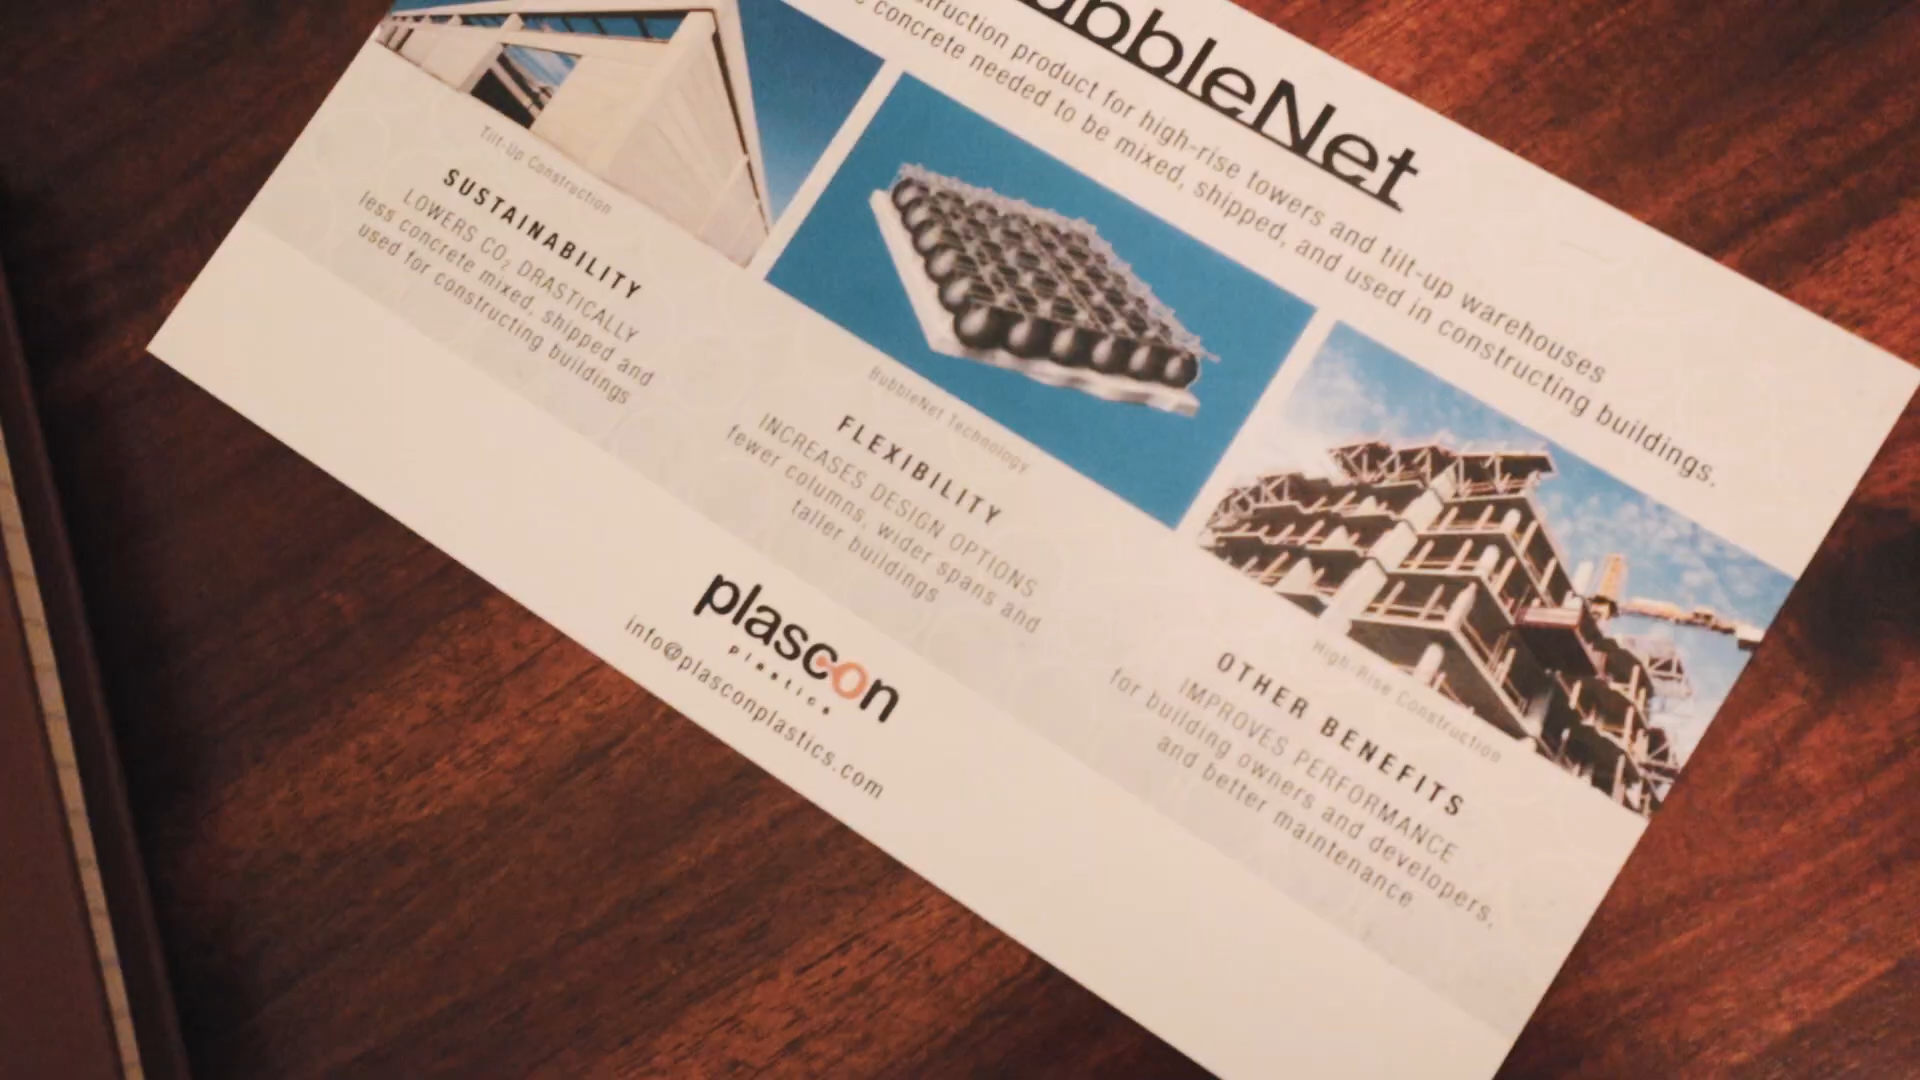 BubbleNet
construction product for high-rise towers and tilt-up warehouses
concrete needed to be mixed, shipped, and used in constructing buildings.
Tilt-Up Construction
SUSTAINABILITY
LOWERS CO₂ DRASTICALLY
less concrete mixed, shipped and
used for constructing buildings
BubbleNet Technology
FLEXIBILITY
INCREASES DESIGN OPTIONS
fewer columns, wider spans and
taller buildings
High-Rise Construction
OTHER BENEFITS
IMPROVES PERFORMANCE
for building owners and developers,
and better maintenance
plascon
plastics
info@plasconplastics.com